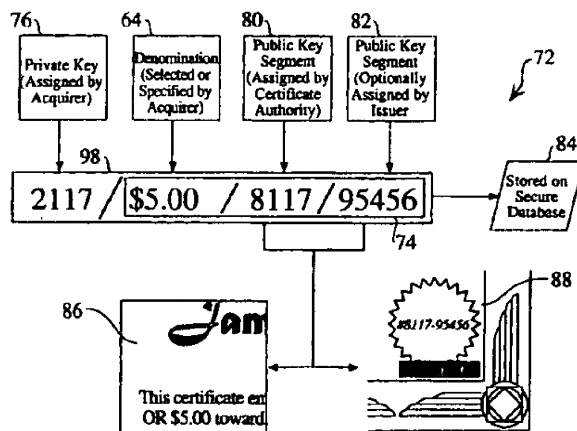 76
64
80
82
Private Key
(Assigned by
Acquirer)
Denomination
(Selected or
Specified by
Acquirer)
Public Key
Segment
(Assigned by
Certificate
Authority)
Public Key
Segment
(Optionally
Assigned by
Issuer
72
98
84
2117 / $5.00 / 8117 / 95456
Stored on
Secure
Database
74
86
88
Jam
#8117-95456
This certificate en
OR $5.00 toward